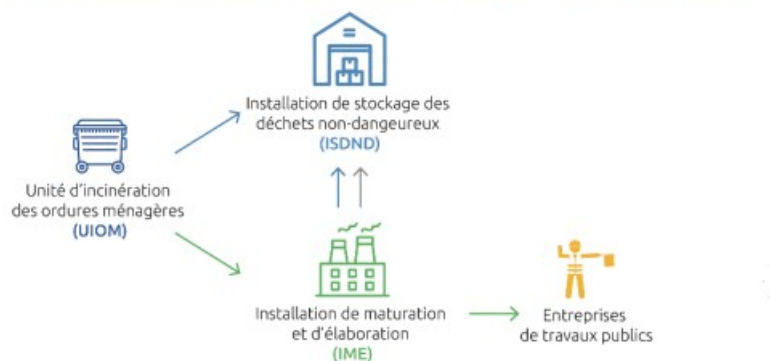 Installation de stockage des
déchets non-dangeureux
(ISDND)
Unité d'incinération
des ordures ménagères
(UIOM)
Installation de maturation
et d'élaboration
(IME)
Entreprises
de travaux publics